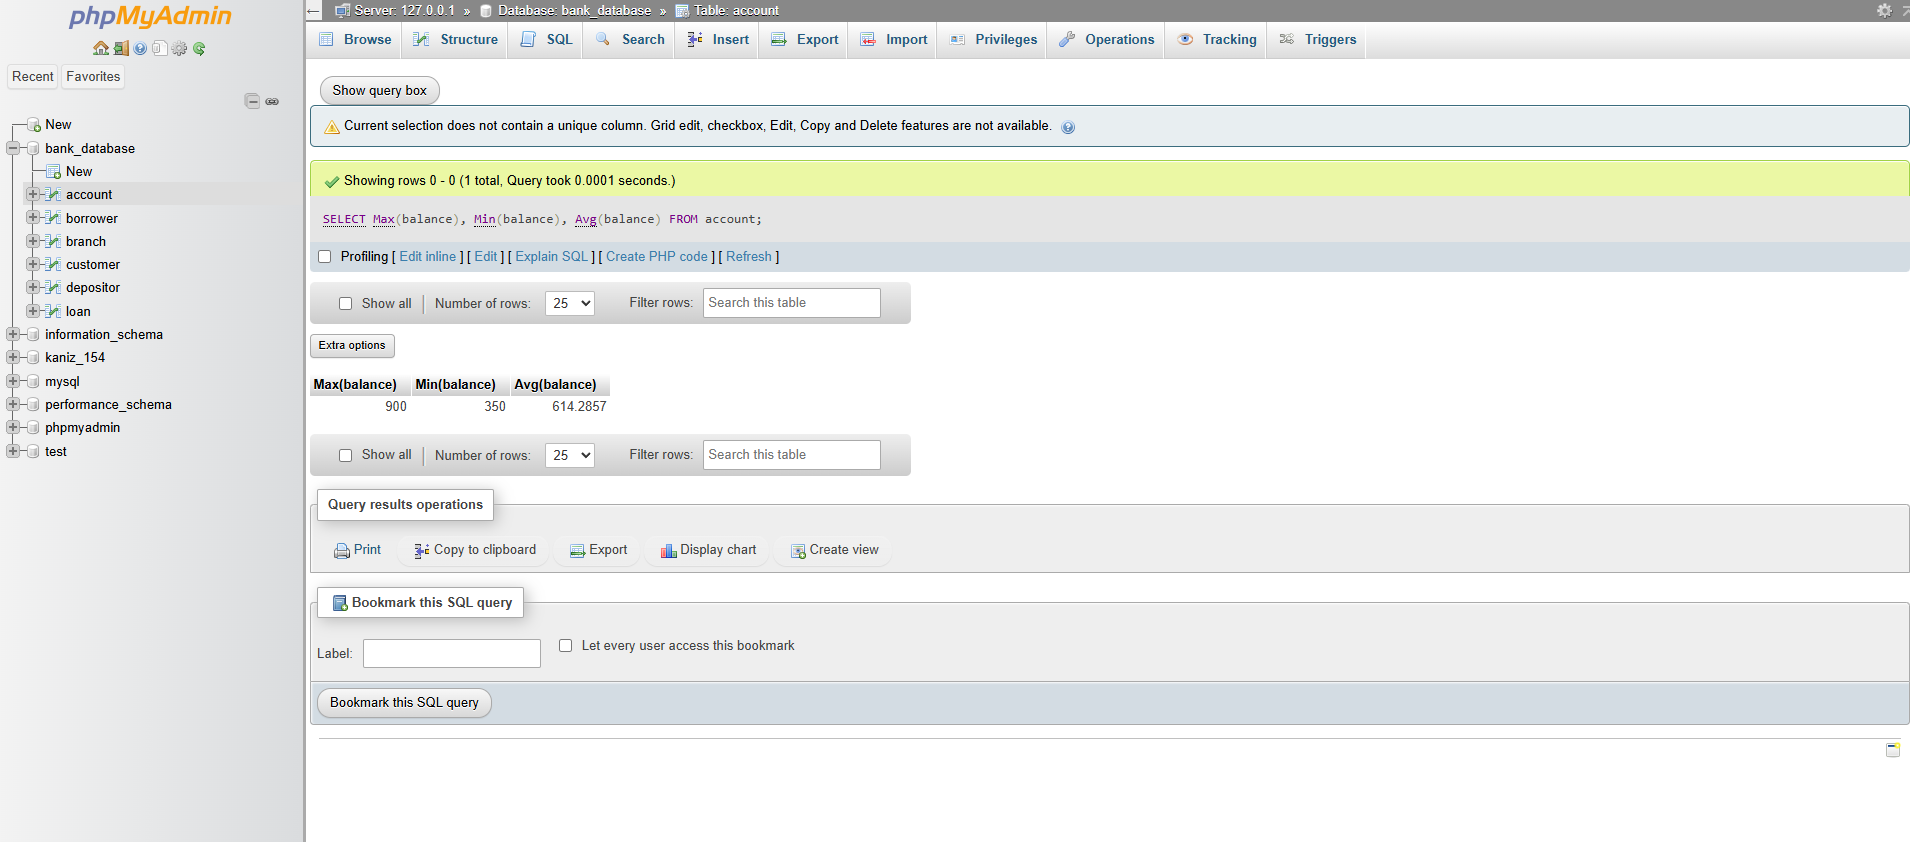 phpMyAdmin
Recent
Favorites
New
bank_database
New
account
borrower
branch
customer
depositor
loan
information_schema
kaniz_154
mysql
performance_schema
phpmyadmin
test
Server: 127.0.0.1 » Database: bank_database » Table: account
Browse Structure SQL Search Insert Export Import Privileges Operations Tracking Triggers
Show query box
Current selection does not contain a unique column. Grid edit, checkbox, Edit, Copy and Delete features are not available.
Showing rows 0 - 0 (1 total, Query took 0.0001 seconds.)
SELECT Max(balance), Min(balance), Avg(balance) FROM account;
Profiling [ Edit inline ] [ Edit ] [ Explain SQL ] [ Create PHP code ] [ Refresh ]
Show all Number of rows: 25 Filter rows: Search this table
Extra options
Max(balance) Min(balance) Avg(balance)
900 350 614.2857
Show all Number of rows: 25 Filter rows: Search this table
Query results operations
Print Copy to clipboard Export Display chart Create view
Bookmark this SQL query
Label: Let every user access this bookmark
Bookmark this SQL query